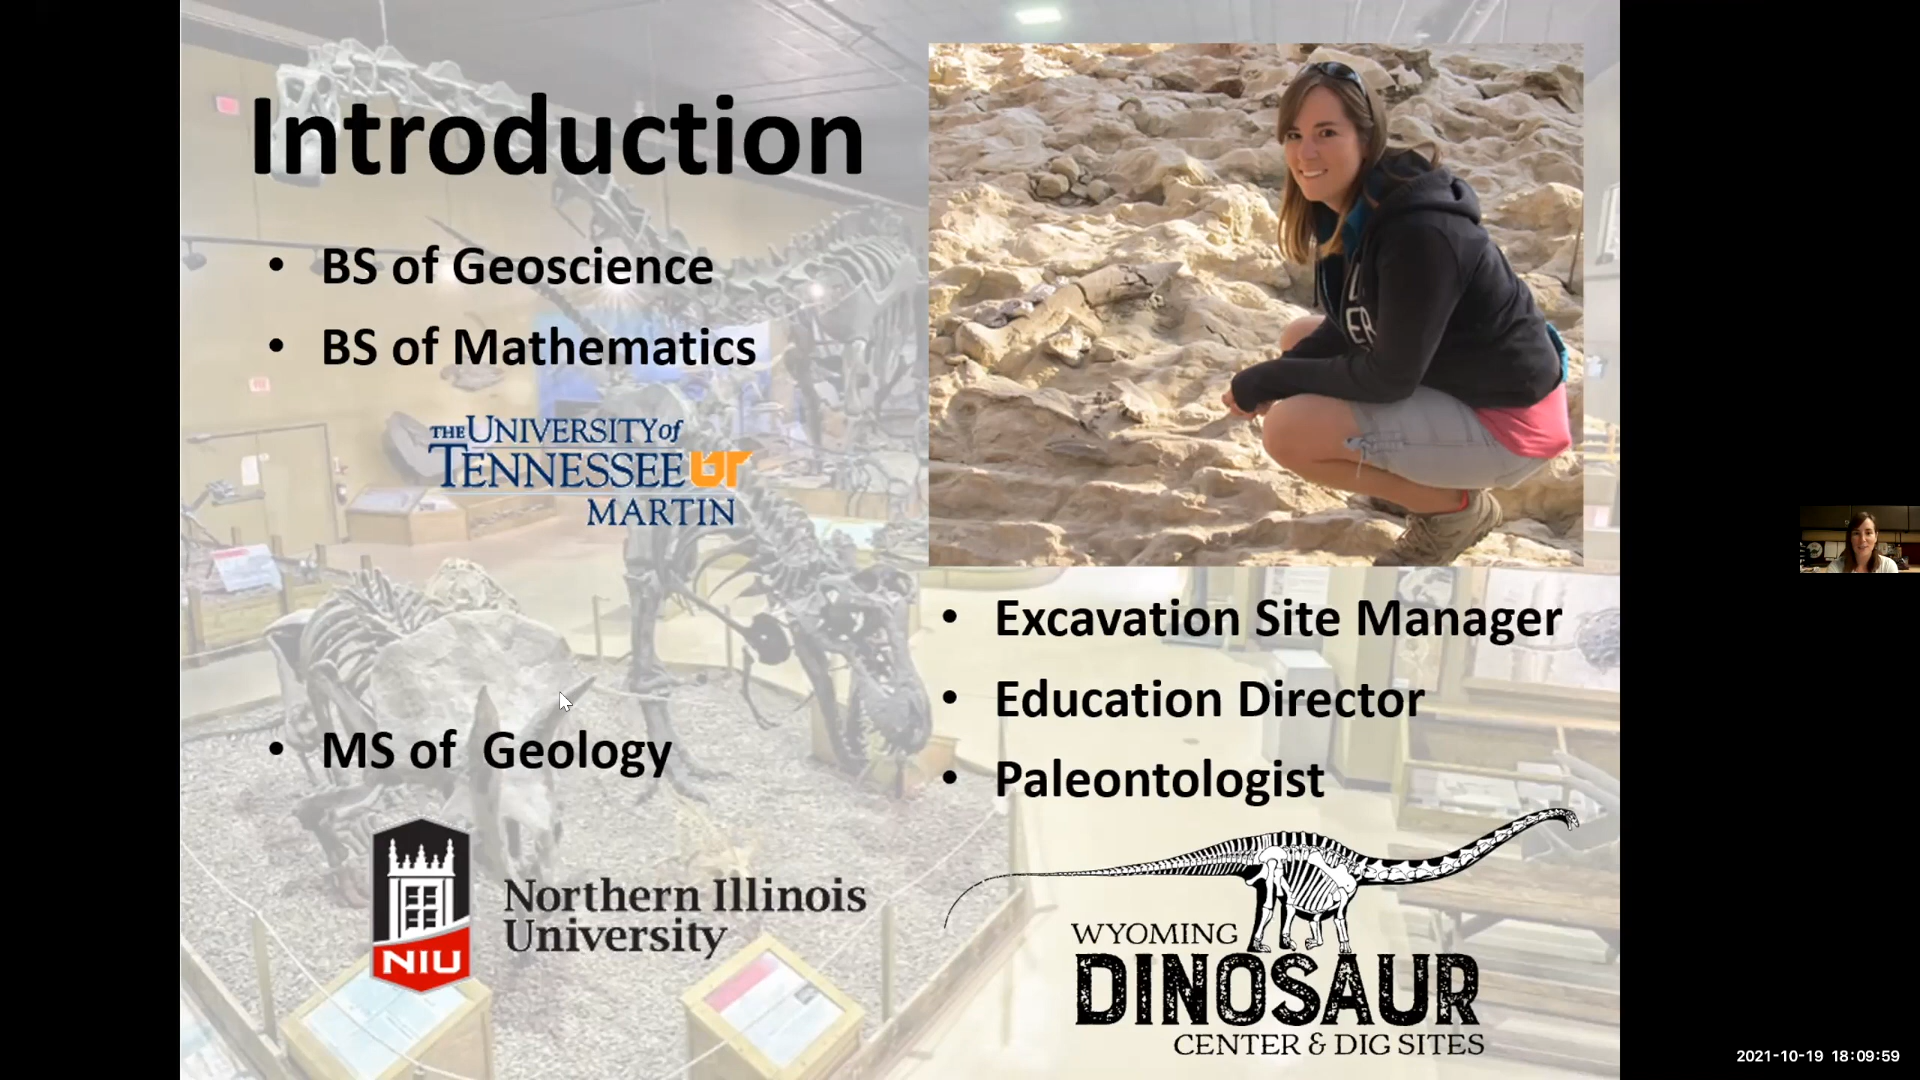 Introduction
• BS of Geoscience
• BS of Mathematics
THE UNIVERSITY of
TENNESSEE UT
MARTIN
• MS of Geology
NIU
Northern Illinois
University
ER
• Excavation Site Manager
• Education Director
• Paleontologist
WYOMING
DINOSAUR
CENTER & DIG SITES
2021-10-19 18:09:59